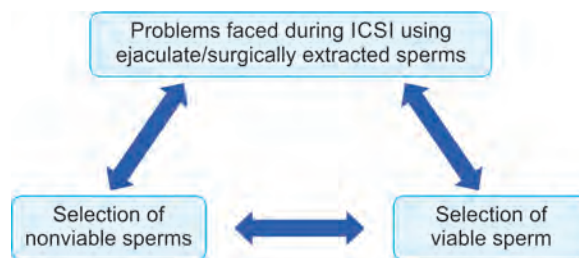 Problems faced during ICSI using
ejaculate/surgically extracted sperms
Selection of
nonviable sperms
Selection of
viable sperm